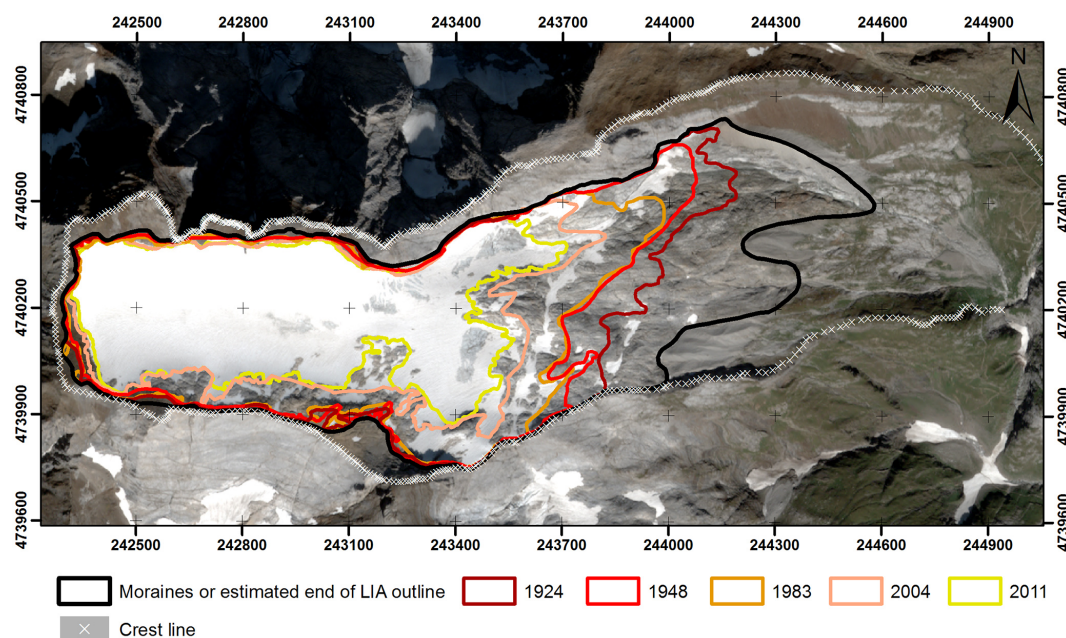 242500 242800 243100 243400 243700 244000 244300 244600 244900
N
4740800 4740800
4740500 4740500
4740200 4740200
4739900 4739900
4739600 4739600
242500 242800 243100 243400 243700 244000 244300 244600 244900
Moraines or estimated end of LIA outline 1924 1948 1983 2004 2011
Crest line